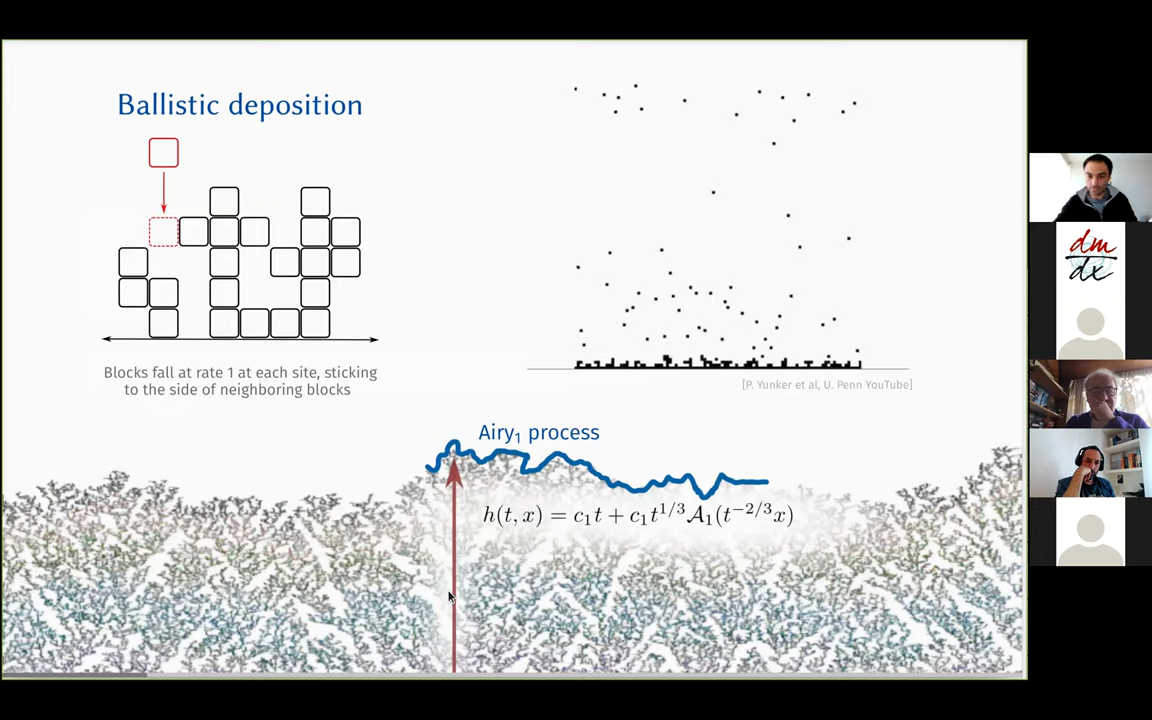 Ballistic deposition
Blocks fall at rate 1 at each site, sticking
to the side of neighboring blocks
[P. Yunker et al, U. Penn YouTube]
Airy₁ process
h(t, x) = c₁t + c₁t^{1/3}𝒜₁(t^{−2/3}x)
dm
dx